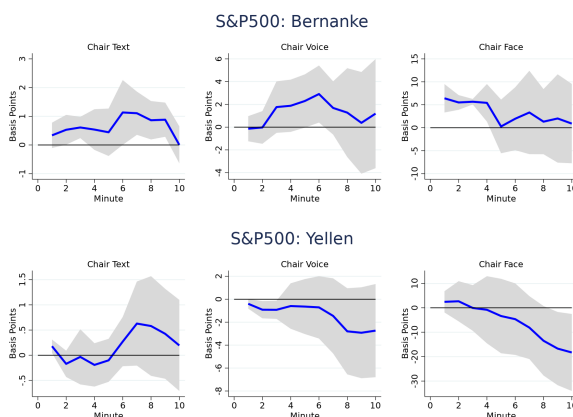 S&P500: Bernanke
Chair Text
Chair Voice
Chair Face
Basis Points
3
2
1
0
-1
0 2 4 6 8 10
Minute
Basis Points
6
4
2
0
-2
-4
0 2 4 6 8 10
Minute
Basis Points
15
10
5
0
-5
-10
0 2 4 6 8 10
Minute
S&P500: Yellen
Chair Text
Chair Voice
Chair Face
Basis Points
1.5
1
.5
0
-.5
0 2 4 6 8 10
Minute
Basis Points
2
0
-2
-4
-6
-8
0 2 4 6 8 10
Minute
Basis Points
10
0
-10
-20
-30
0 2 4 6 8 10
Minute